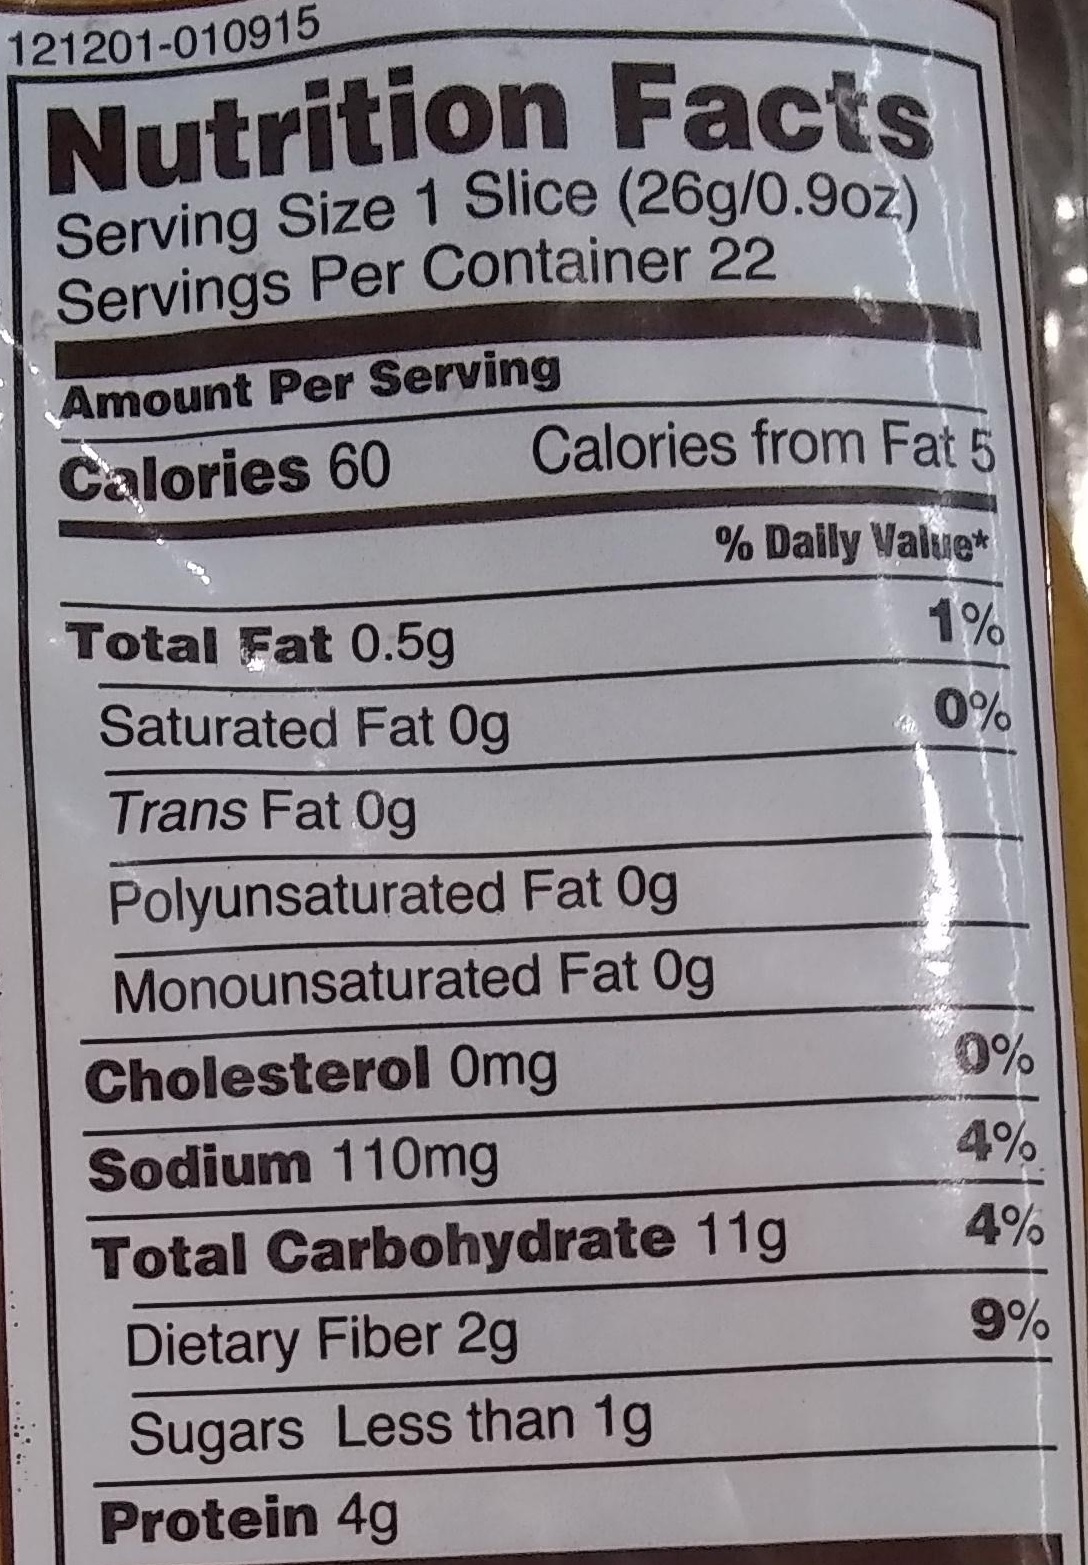 121201-010915
Nutrition Facts
Serving Size 1 Slice (26g/0.9oz)
Servings Per Container 22
Amount Per Serving
Calories 60 Calories from Fat 5
% Daily Value*
Total Fat 0.5g 1%
Saturated Fat 0g 0%
Trans Fat 0g
Polyunsaturated Fat 0g
Monounsaturated Fat 0g
Cholesterol 0mg 0%
Sodium 110mg 4%
Total Carbohydrate 11g 4%
Dietary Fiber 2g 9%
Sugars Less than 1g
Protein 4g